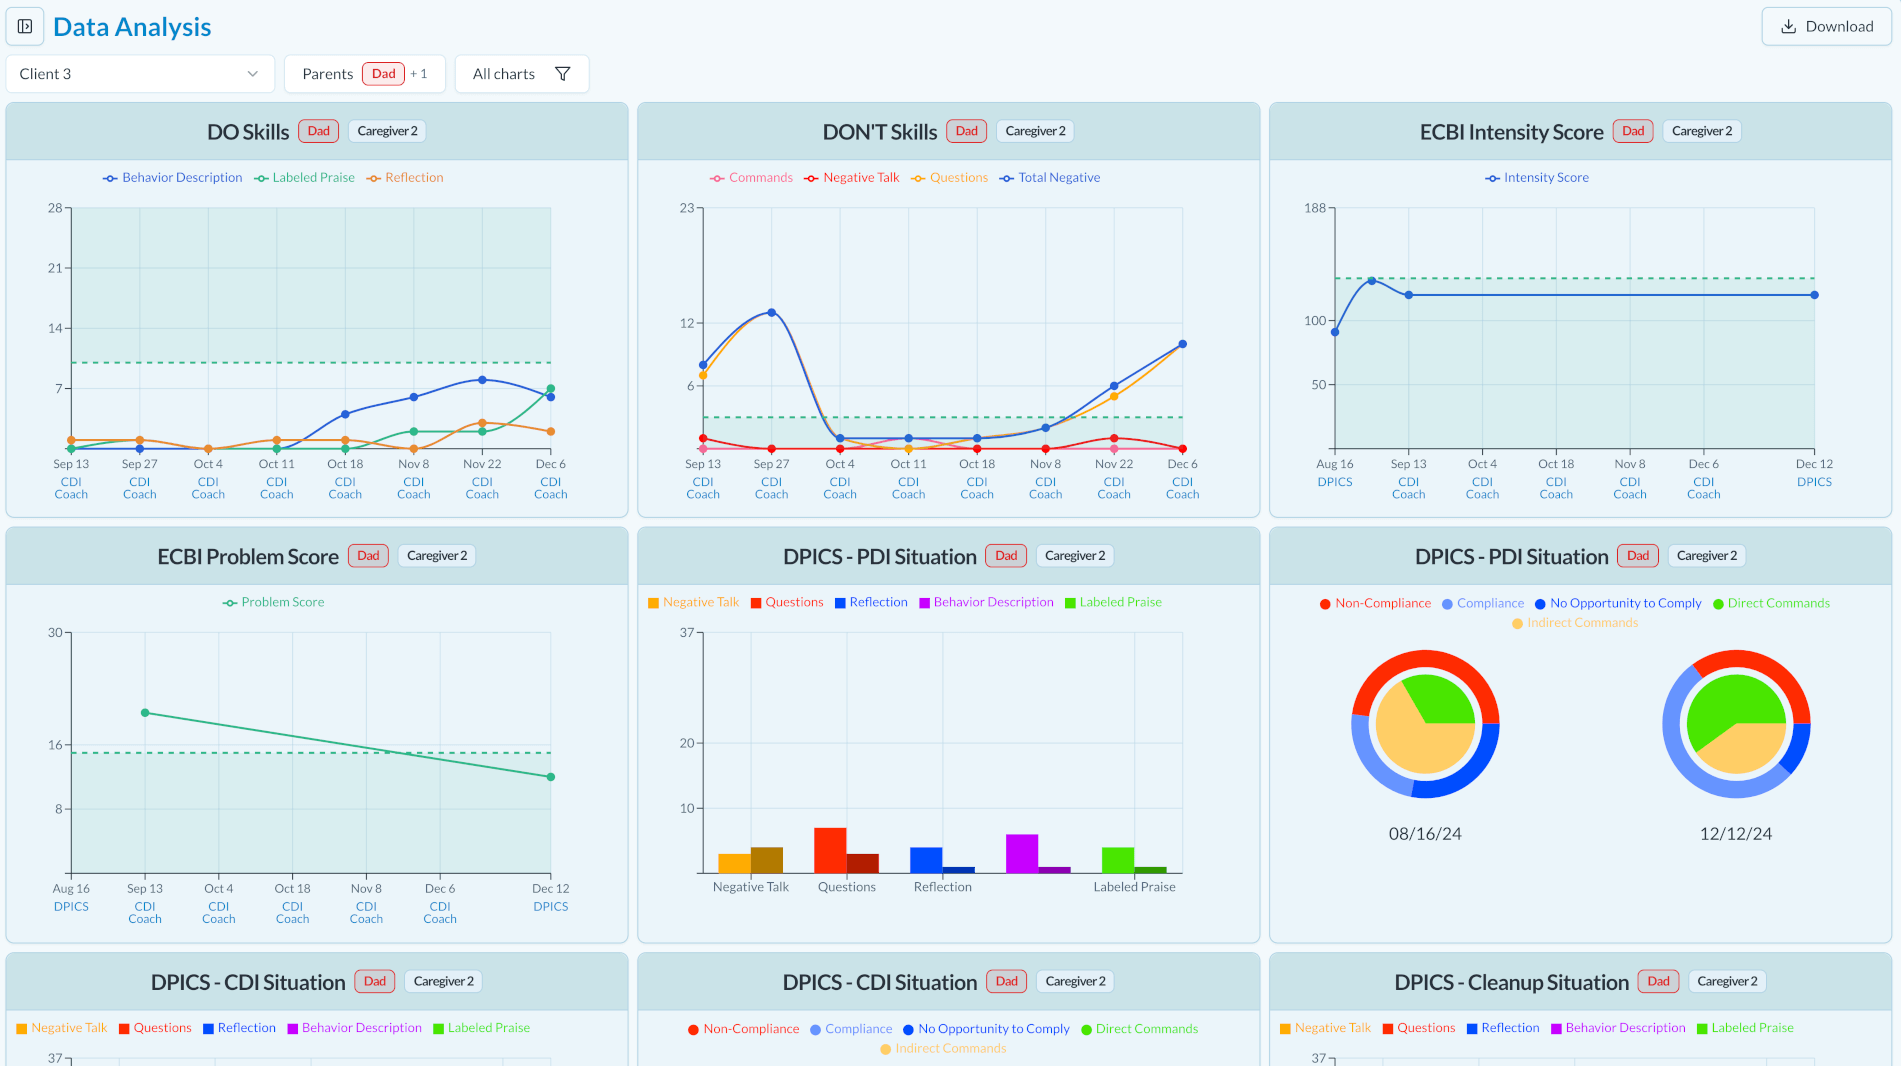 Data Analysis
Download
Client 3
Parents Dad + 1
All charts
DO Skills Dad Caregiver 2
Behavior Description Labeled Praise Reflection
28
21
14
7
Sep 13 Sep 27 Oct 4 Oct 11 Oct 18 Nov 8 Nov 22 Dec 6
CDI CDI CDI CDI CDI CDI CDI CDI
Coach Coach Coach Coach Coach Coach Coach Coach
DON'T Skills Dad Caregiver 2
Commands Negative Talk Questions Total Negative
23
12
6
Sep 13 Sep 27 Oct 4 Oct 11 Oct 18 Nov 8 Nov 22 Dec 6
CDI CDI CDI CDI CDI CDI CDI CDI
Coach Coach Coach Coach Coach Coach Coach Coach
ECBI Intensity Score Dad Caregiver 2
Intensity Score
188
100
50
Aug 16 Sep 13 Oct 4 Oct 18 Nov 8 Dec 6 Dec 12
DPICS CDI CDI CDI CDI CDI DPICS
Coach Coach Coach Coach Coach
ECBI Problem Score Dad Caregiver 2
Problem Score
30
16
8
Aug 16 Sep 13 Oct 4 Oct 18 Nov 8 Dec 6 Dec 12
DPICS CDI CDI CDI CDI CDI DPICS
Coach Coach Coach Coach Coach
DPICS - PDI Situation Dad Caregiver 2
Negative Talk Questions Reflection Behavior Description Labeled Praise
37
20
10
Negative Talk Questions Reflection Labeled Praise
DPICS - PDI Situation Dad Caregiver 2
Non-Compliance Compliance No Opportunity to Comply Direct Commands
Indirect Commands
08/16/24 12/12/24
DPICS - CDI Situation Dad Caregiver 2
Negative Talk Questions Reflection Behavior Description Labeled Praise
37
DPICS - CDI Situation Dad Caregiver 2
Non-Compliance Compliance No Opportunity to Comply Direct Commands
Indirect Commands
DPICS - Cleanup Situation Dad Caregiver 2
Negative Talk Questions Reflection Behavior Description Labeled Praise
37